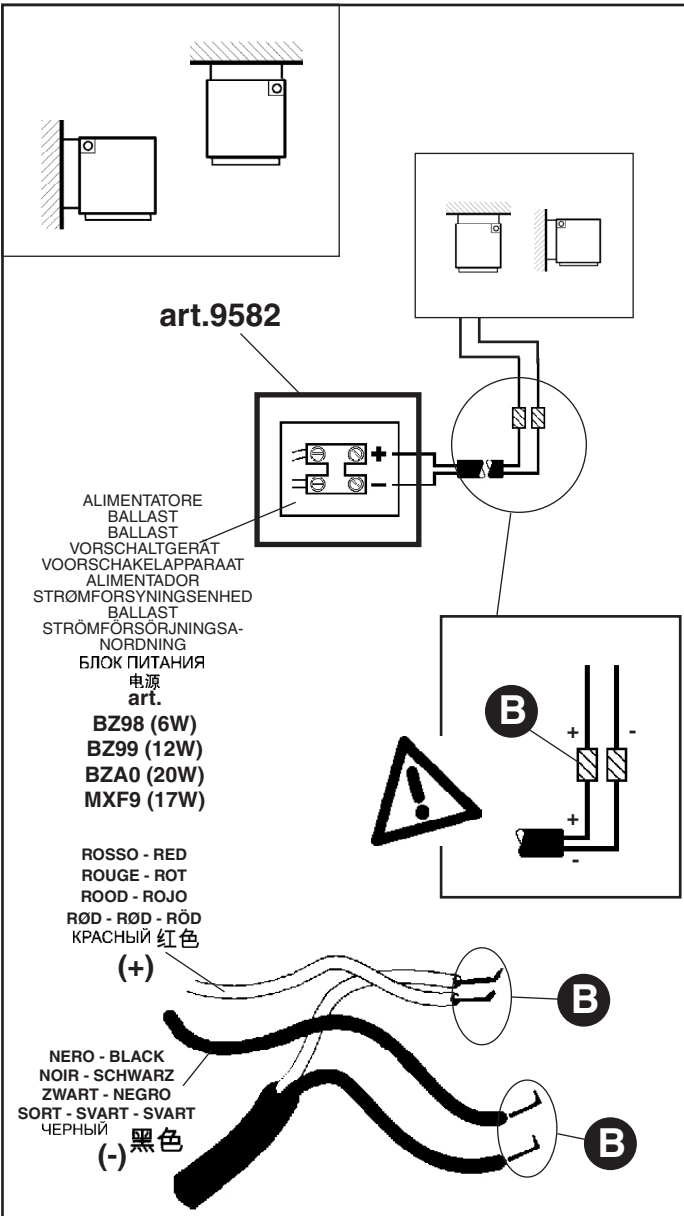 art.9582
+
-
ALIMENTATORE
BALLAST
BALLAST
VORSCHALTGERÄT
VOORSCHAKELAPPARAAT
ALIMENTADOR
STRØMFORSYNINGSENHED
BALLAST
STRÖMFÖRSÖRJNINGSA-
NORDNING
БЛОК ПИТАНИЯ
电源
art.
BZ98 (6W)
BZ99 (12W)
BZA0 (20W)
MXF9 (17W)
B
+ -
+
-
ROSSO - RED
ROUGE - ROT
ROOD - ROJO
RØD - RØD - RÖD
КРАСНЫЙ 红色
(+)
B
NERO - BLACK
NOIR - SCHWARZ
ZWART - NEGRO
SORT - SVART - SVART
ЧЕРНЫЙ
(-) 黑色
B